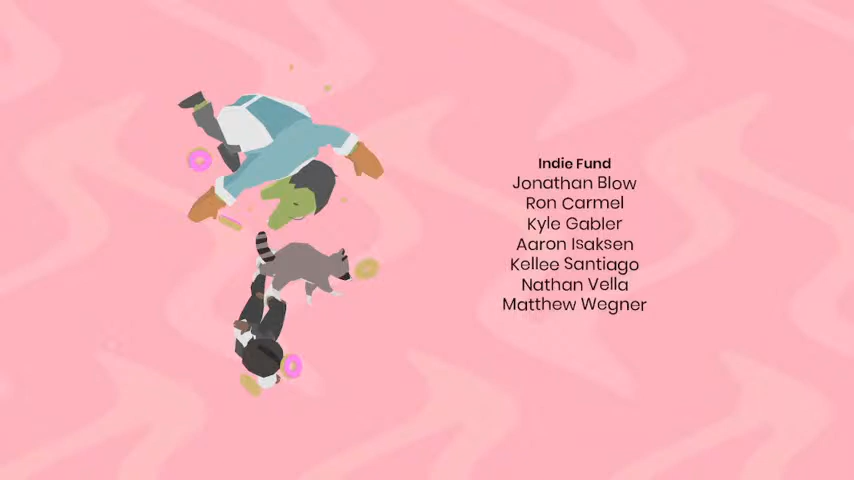 Indie Fund
Jonathan Blow
Ron Carmel
Kyle Gabler
Aaron Isaksen
Kellee Santiago
Nathan Vella
Matthew Wegner